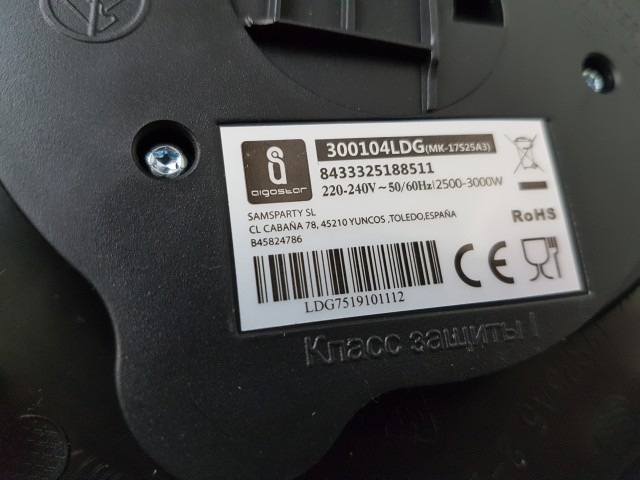 aigostar
300104LDG(MK-17S25A3)
8433325188511
220-240V~50/60Hz 2500-3000W
SAMSPARTY SL
CL CABAÑA 78, 45210 YUNCOS ,TOLEDO,ESPAÑA
B45824786
RoHS
CE
LDG7519101112
Класс защиты I